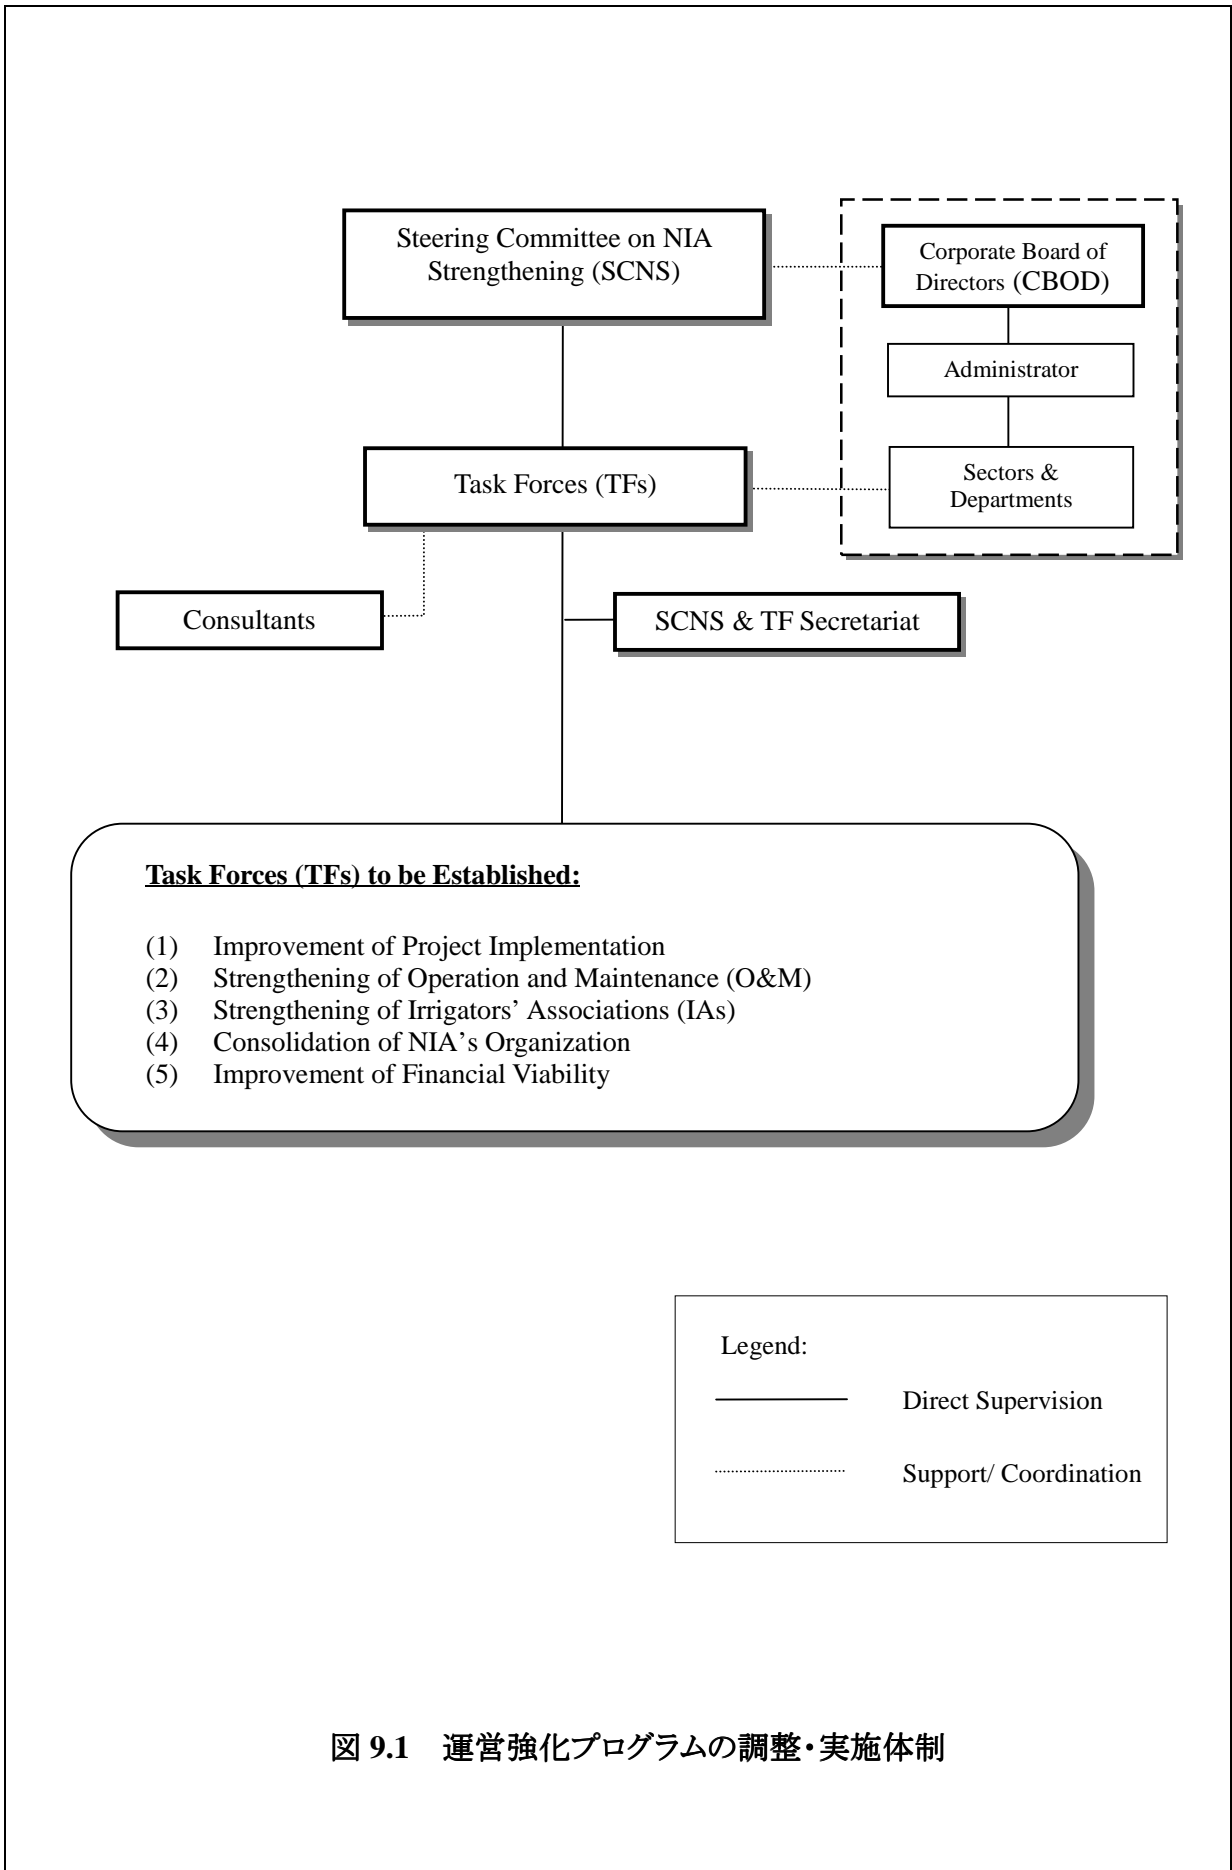 Steering Committee on NIA
Strengthening (SCNS)
Corporate Board of
Directors (CBOD)
Administrator
Task Forces (TFs)
Sectors &
Departments
Consultants
SCNS & TF Secretariat
Task Forces (TFs) to be Established:
(1) Improvement of Project Implementation
(2) Strengthening of Operation and Maintenance (O&M)
(3) Strengthening of Irrigators’ Associations (IAs)
(4) Consolidation of NIA’s Organization
(5) Improvement of Financial Viability
Legend:
Direct Supervision
Support/ Coordination
図 9.1　運営強化プログラムの調整・実施体制